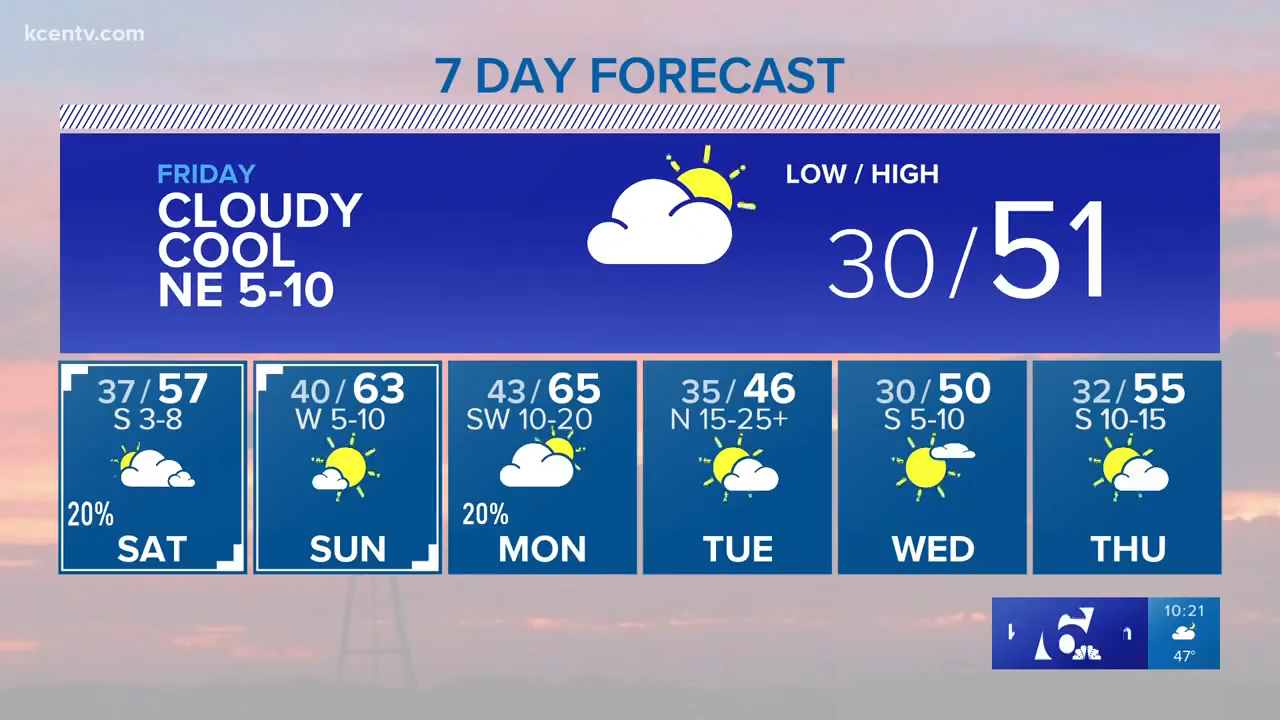 kcentv.com
7 DAY FORECAST
FRIDAY
CLOUDY
COOL
NE 5-10
LOW / HIGH
30/51
37/57
S 3-8
20%
SAT
40/63
W 5-10
SUN
43/65
SW 10-20
20%
MON
35/46
N 15-25+
TUE
30/50
S 5-10
WED
32/55
S 10-15
THU
6
10:21
47°